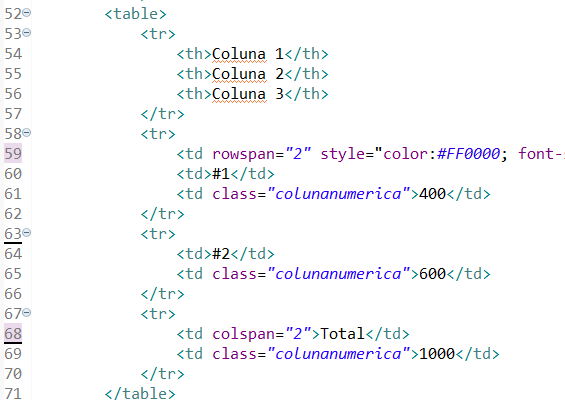 52 <table>
53 <tr>
54 <th>Coluna 1</th>
55 <th>Coluna 2</th>
56 <th>Coluna 3</th>
57 </tr>
58 <tr>
59 <td rowspan="2" style="color:#FF0000; font-
60 <td>#1</td>
61 <td class="colunanumerica">400</td>
62 </tr>
63 <tr>
64 <td>#2</td>
65 <td class="colunanumerica">600</td>
66 </tr>
67 <tr>
68 <td colspan="2">Total</td>
69 <td class="colunanumerica">1000</td>
70 </tr>
71 </table>